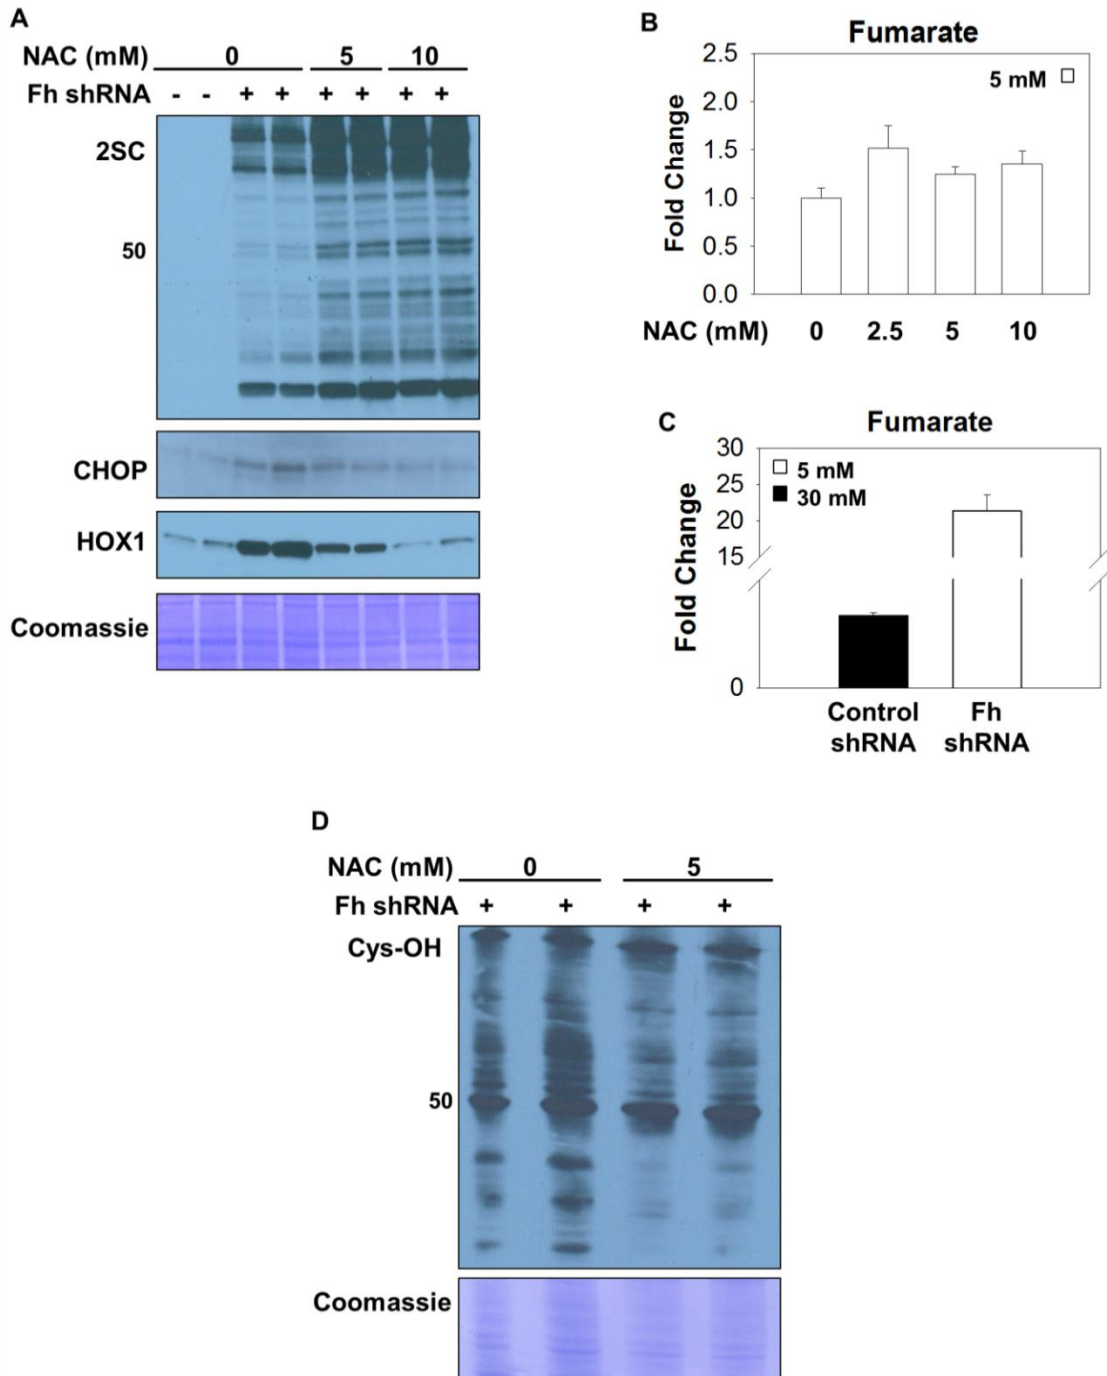 A
NAC (mM) 0 5 10
Fh shRNA - - + + + + + +
2SC
50
CHOP
HOX1
Coomassie
B
Fumarate
2.5
5 mM
2.0
1.5
1.0
0.5
0.0
Fold Change
NAC (mM) 0 2.5 5 10
C
Fumarate
30
5 mM
25
30 mM
20
15
0
Fold Change
Control shRNA
Fh shRNA
D
NAC (mM) 0 5
Fh shRNA + + + +
Cys-OH
50
Coomassie